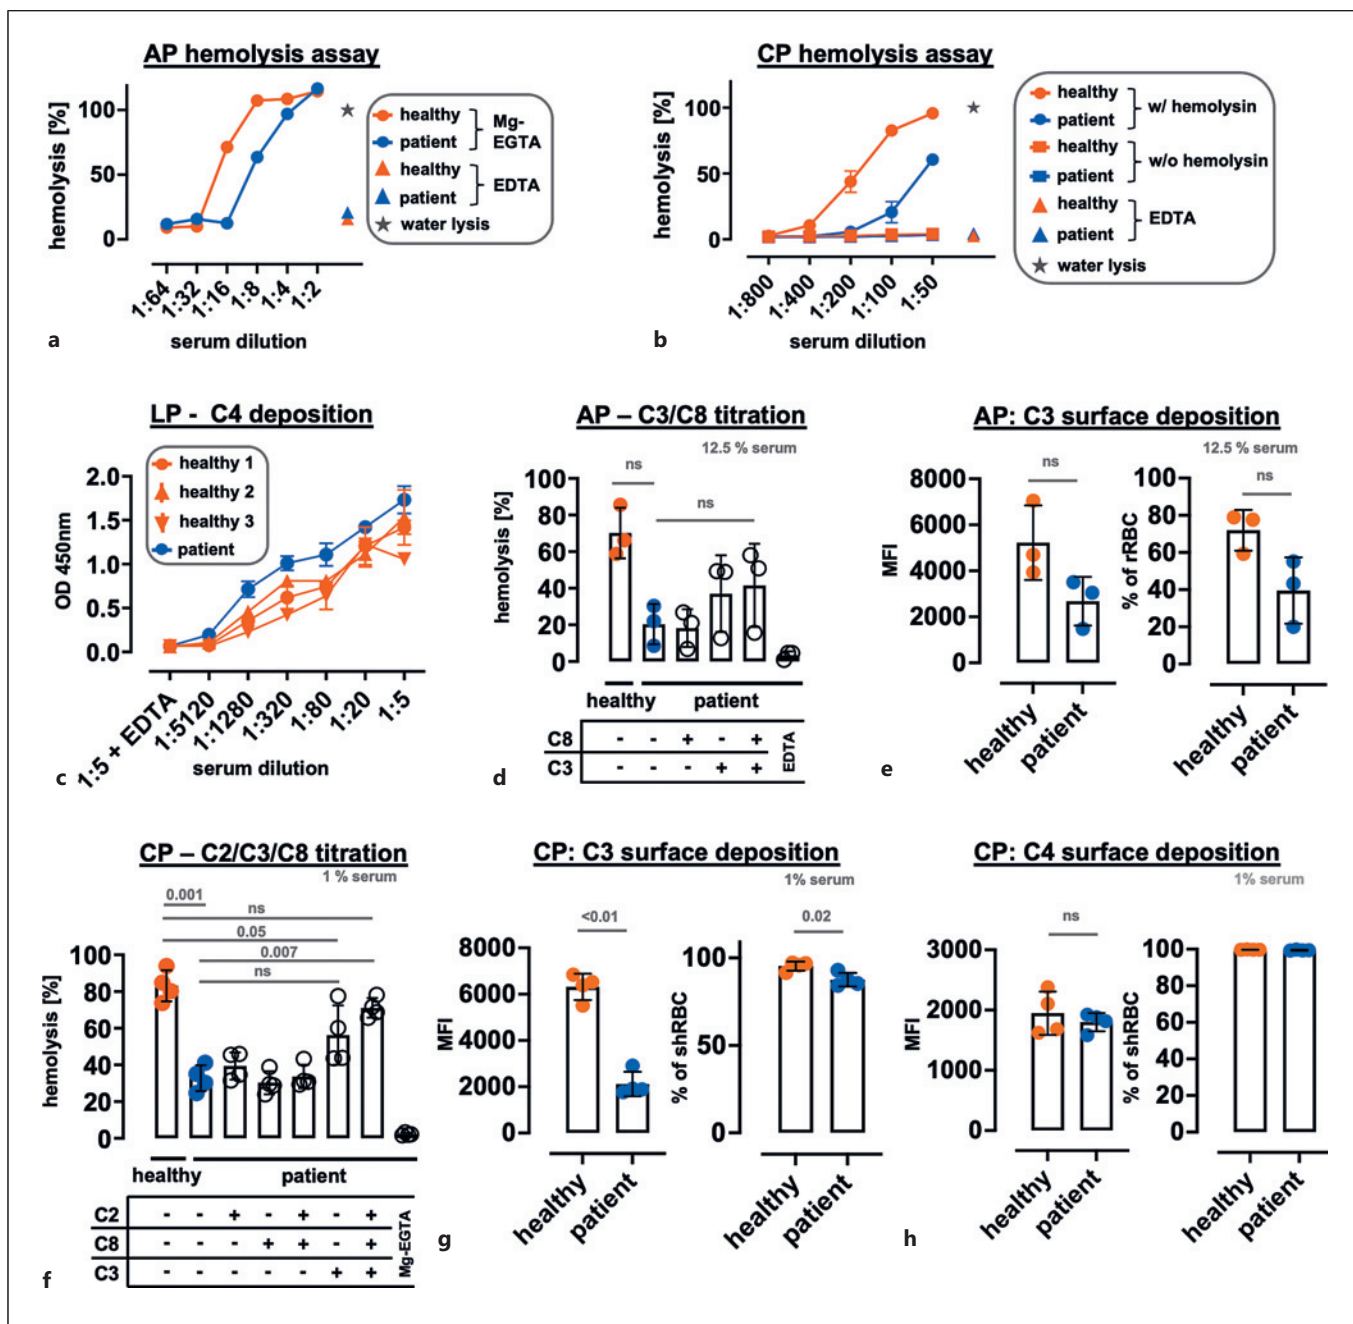 AP hemolysis assay
hemolysis [%]
100
50
0
1:64
1:32
1:16
1:8
1:4
1:2
serum dilution
healthy
patient
Mg-
EGTA
healthy
patient
EDTA
water lysis
a
CP hemolysis assay
hemolysis [%]
100
50
0
1:800
1:400
1:200
1:100
1:50
serum dilution
healthy
patient
w/ hemolysin
healthy
patient
w/o hemolysin
healthy
patient
EDTA
water lysis
b
LP - C4 deposition
OD 450nm
2.0
1.5
1.0
0.5
0.0
healthy 1
healthy 2
healthy 3
patient
1:5 + EDTA
1:5120
1:1280
1:320
1:80
1:20
1:5
serum dilution
c
AP – C3/C8 titration
12.5 % serum
hemolysis [%]
100
80
60
40
20
0
ns
ns
healthy
patient
C8 - - + - +
C3 - - - + +
EDTA
d
AP: C3 surface deposition
12.5 % serum
MFI
8000
6000
4000
2000
0
ns
healthy
patient
% of rRBC
100
80
60
40
20
0
ns
healthy
patient
e
CP – C2/C3/C8 titration
1 % serum
0.001
ns
0.05
0.007
ns
hemolysis [%]
100
80
60
40
20
0
healthy
patient
C2 - - + - + - +
C8 - - - + + - +
C3 - - - - - + +
Mg-EGTA
f
CP: C3 surface deposition
1% serum
MFI
8000
6000
4000
2000
0
<0.01
healthy
patient
% of shRBC
100
50
0
0.02
healthy
patient
g
CP: C4 surface deposition
1% serum
MFI
3000
2000
1000
0
ns
healthy
patient
% of shRBC
100
80
60
40
20
0
healthy
patient
h